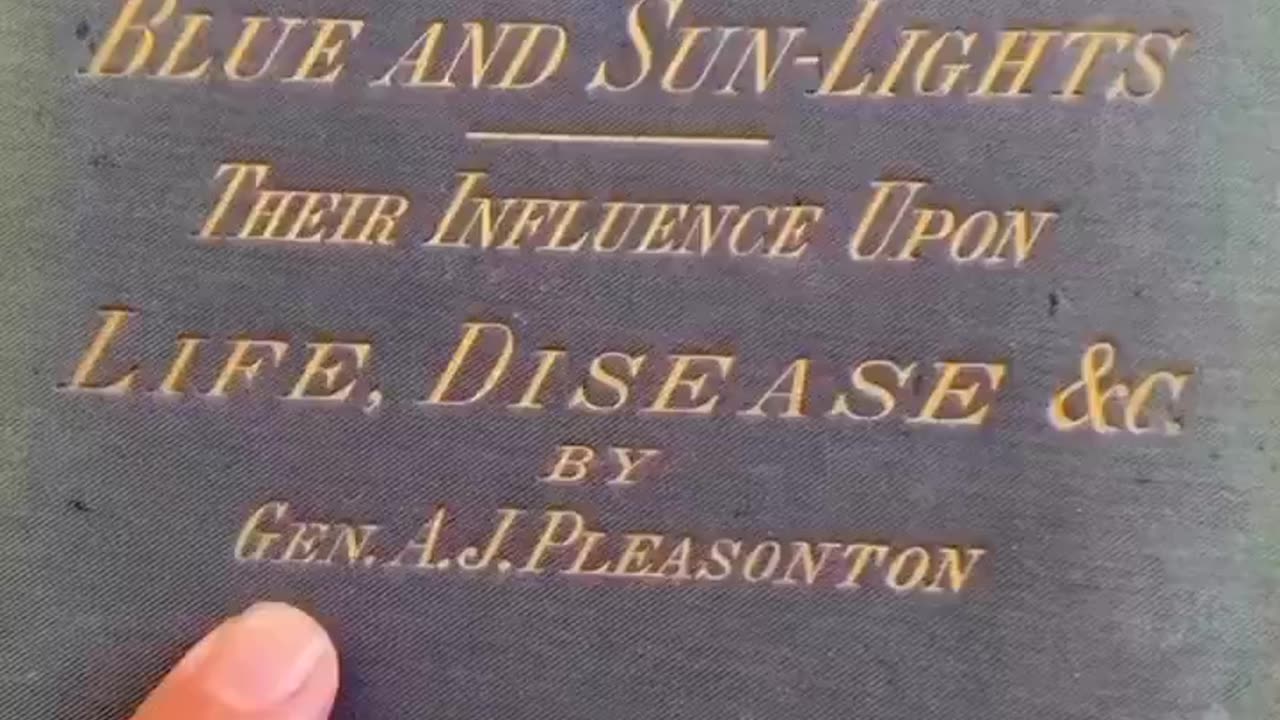 BLUE AND SUN-LIGHTS
THEIR INFLUENCE UPON
LIFE, DISEASE &C
BY
GEN. A.J. PLEASONTON